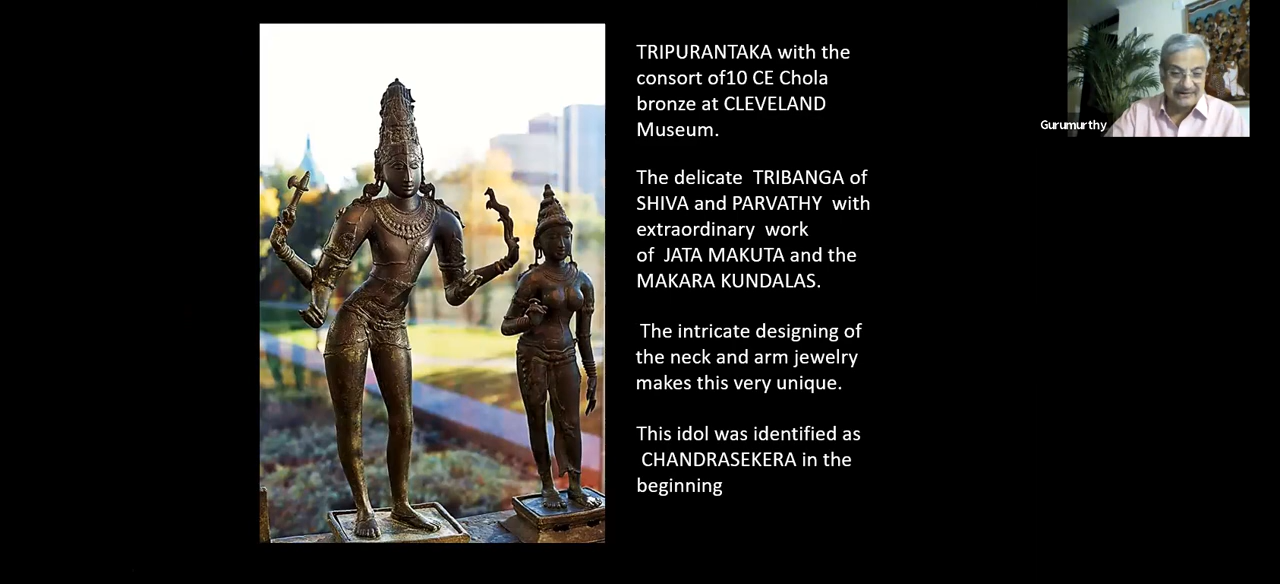 TRIPURANTAKA with the
consort of10 CE Chola
bronze at CLEVELAND
Museum.
The delicate TRIBANGA of
SHIVA and PARVATHY with
extraordinary work
of JATA MAKUTA and the
MAKARA KUNDALAS.
The intricate designing of
the neck and arm jewelry
makes this very unique.
This idol was identified as
CHANDRASEKERA in the
beginning
Gurumurthy